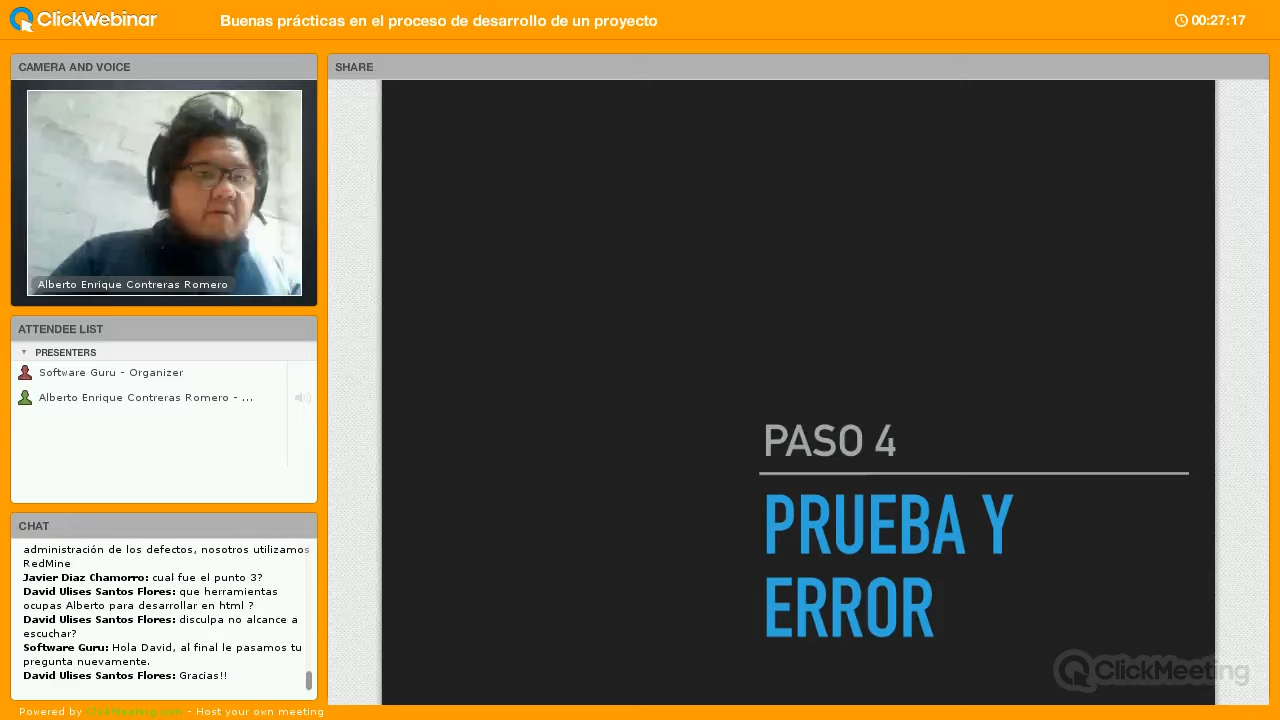 ClickWebinar
Buenas prácticas en el proceso de desarrollo de un proyecto
00:27:17
CAMERA AND VOICE
Alberto Enrique Contreras Romero
ATTENDEE LIST
PRESENTERS
Software Guru - Organizer
Alberto Enrique Contreras Romero - ...
CHAT
administración de los defectos, nosotros utilizamos
RedMine
Javier Diaz Chamorro: cual fue el punto 3?
David Ulises Santos Flores: que herramientas
ocupas Alberto para desarrollar en html ?
David Ulises Santos Flores: disculpa no alcance a
escuchar?
Software Guru: Hola David, al final le pasamos tu
pregunta nuevamente.
David Ulises Santos Flores: Gracias!!
Powered by ClickMeeting.com - Host your own meeting
SHARE
PASO 4
PRUEBA Y
ERROR
ClickMeeting